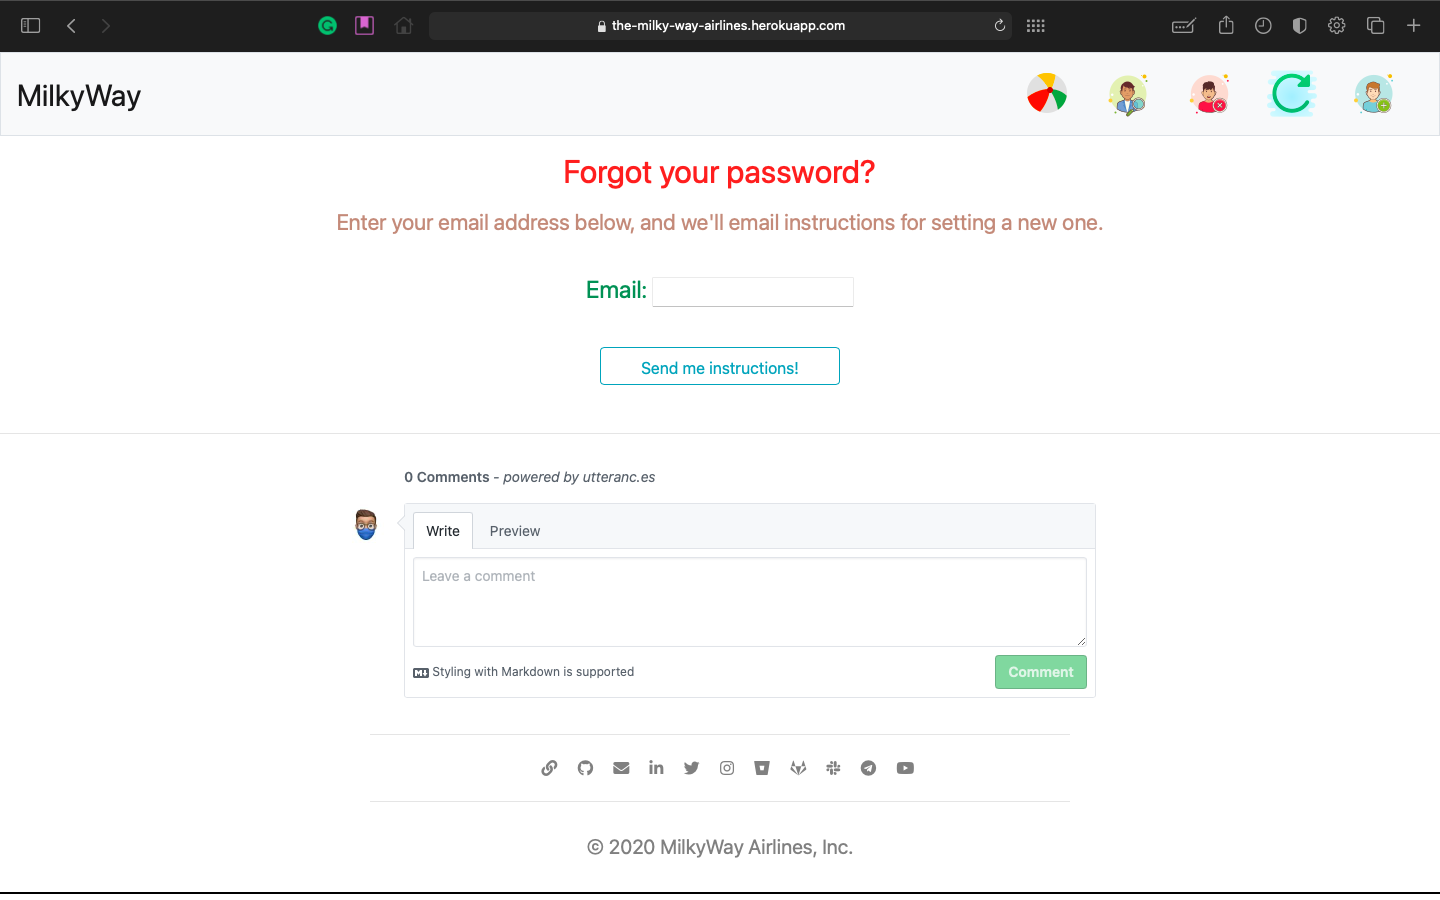 the-milky-way-airlines.herokuapp.com
MilkyWay
Forgot your password?
Enter your email address below, and we'll email instructions for setting a new one.
Email:
Send me instructions!
0 Comments - powered by utteranc.es
Write Preview
Leave a comment
Styling with Markdown is supported
Comment
© 2020 MilkyWay Airlines, Inc.